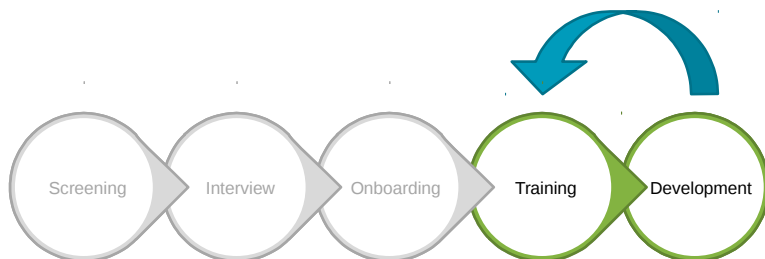 Screening
Interview
Onboarding
Training
Development